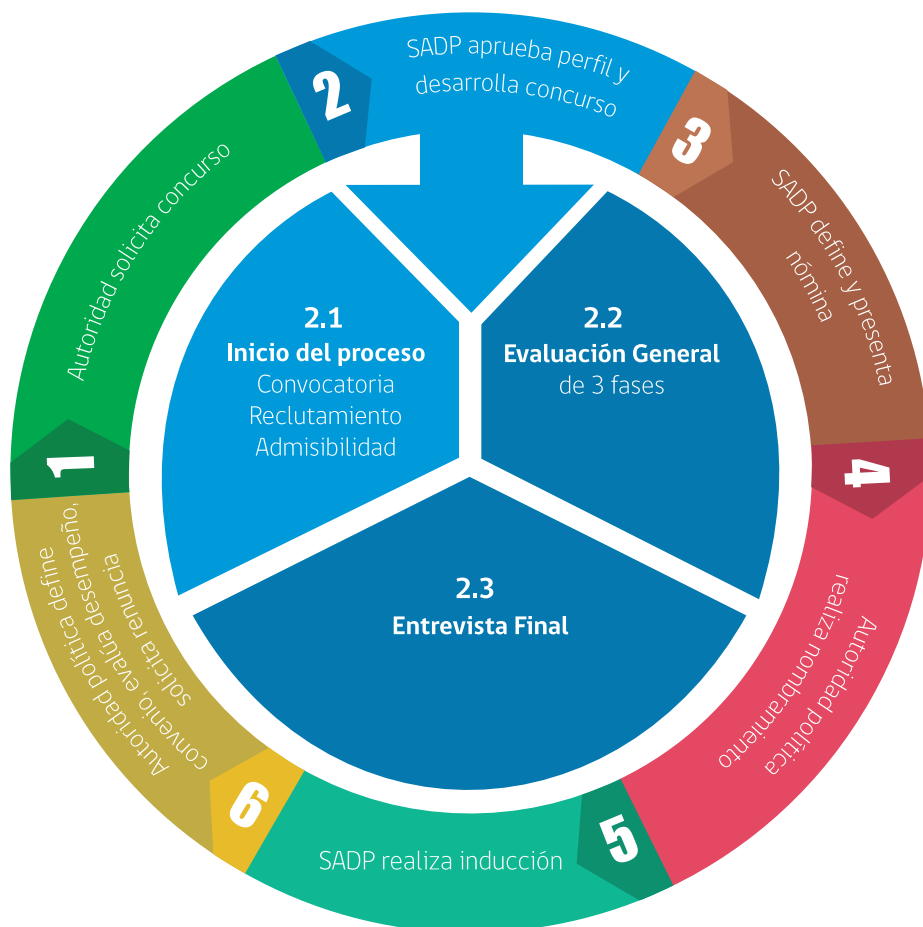 1
Autoridad solicita concurso
2
SADP aprueba perfil y
desarrolla concurso
2.1
Inicio del proceso
Convocatoria
Reclutamiento
Admisibilidad
2.2
Evaluación General
de 3 fases
2.3
Entrevista Final
3
SADP define y presenta
nómina
4
Autoridad política
realiza nombramiento
5
SADP realiza inducción
6
Autoridad política define
convenio, evalúa desempeño,
solicita renuncia